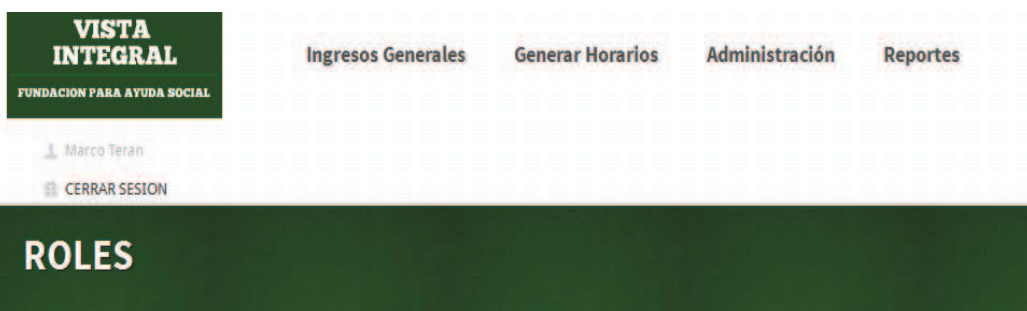 VISTA
INTEGRAL
FUNDACION PARA AYUDA SOCIAL
Ingresos Generales Generar Horarios Administración Reportes
Marco Teran
CERRAR SESION
ROLES